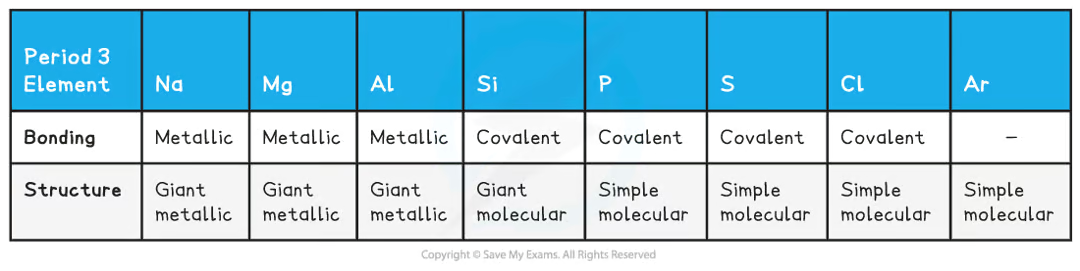 Period 3
Element Na Mg Al Si P S Cl Ar
Bonding Metallic Metallic Metallic Covalent Covalent Covalent Covalent –
Structure Giant Giant Giant Giant Simple Simple Simple Simple
metallic metallic metallic molecular molecular molecular molecular molecular
Copyright © Save My Exams. All Rights Reserved